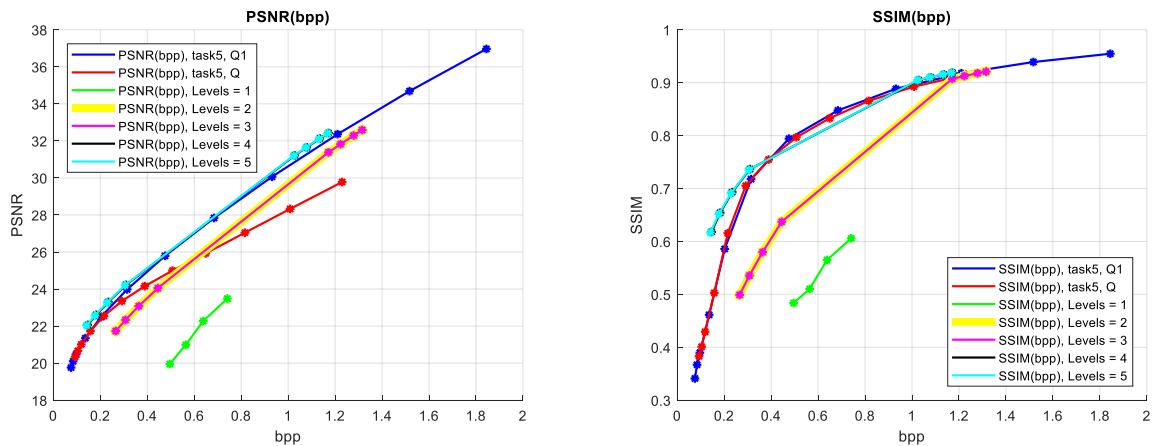 PSNR(bpp)
38
36
34
32
30
28
26
24
22
20
18
PSNR
PSNR(bpp), task5, Q1
PSNR(bpp), task5, Q
PSNR(bpp), Levels = 1
PSNR(bpp), Levels = 2
PSNR(bpp), Levels = 3
PSNR(bpp), Levels = 4
PSNR(bpp), Levels = 5
0 0.2 0.4 0.6 0.8 1 1.2 1.4 1.6 1.8 2
bpp
SSIM(bpp)
1
0.9
0.8
0.7
0.6
0.5
0.4
0.3
SSIM
SSIM(bpp), task5, Q1
SSIM(bpp), task5, Q
SSIM(bpp), Levels = 1
SSIM(bpp), Levels = 2
SSIM(bpp), Levels = 3
SSIM(bpp), Levels = 4
SSIM(bpp), Levels = 5
0 0.2 0.4 0.6 0.8 1 1.2 1.4 1.6 1.8 2
bpp